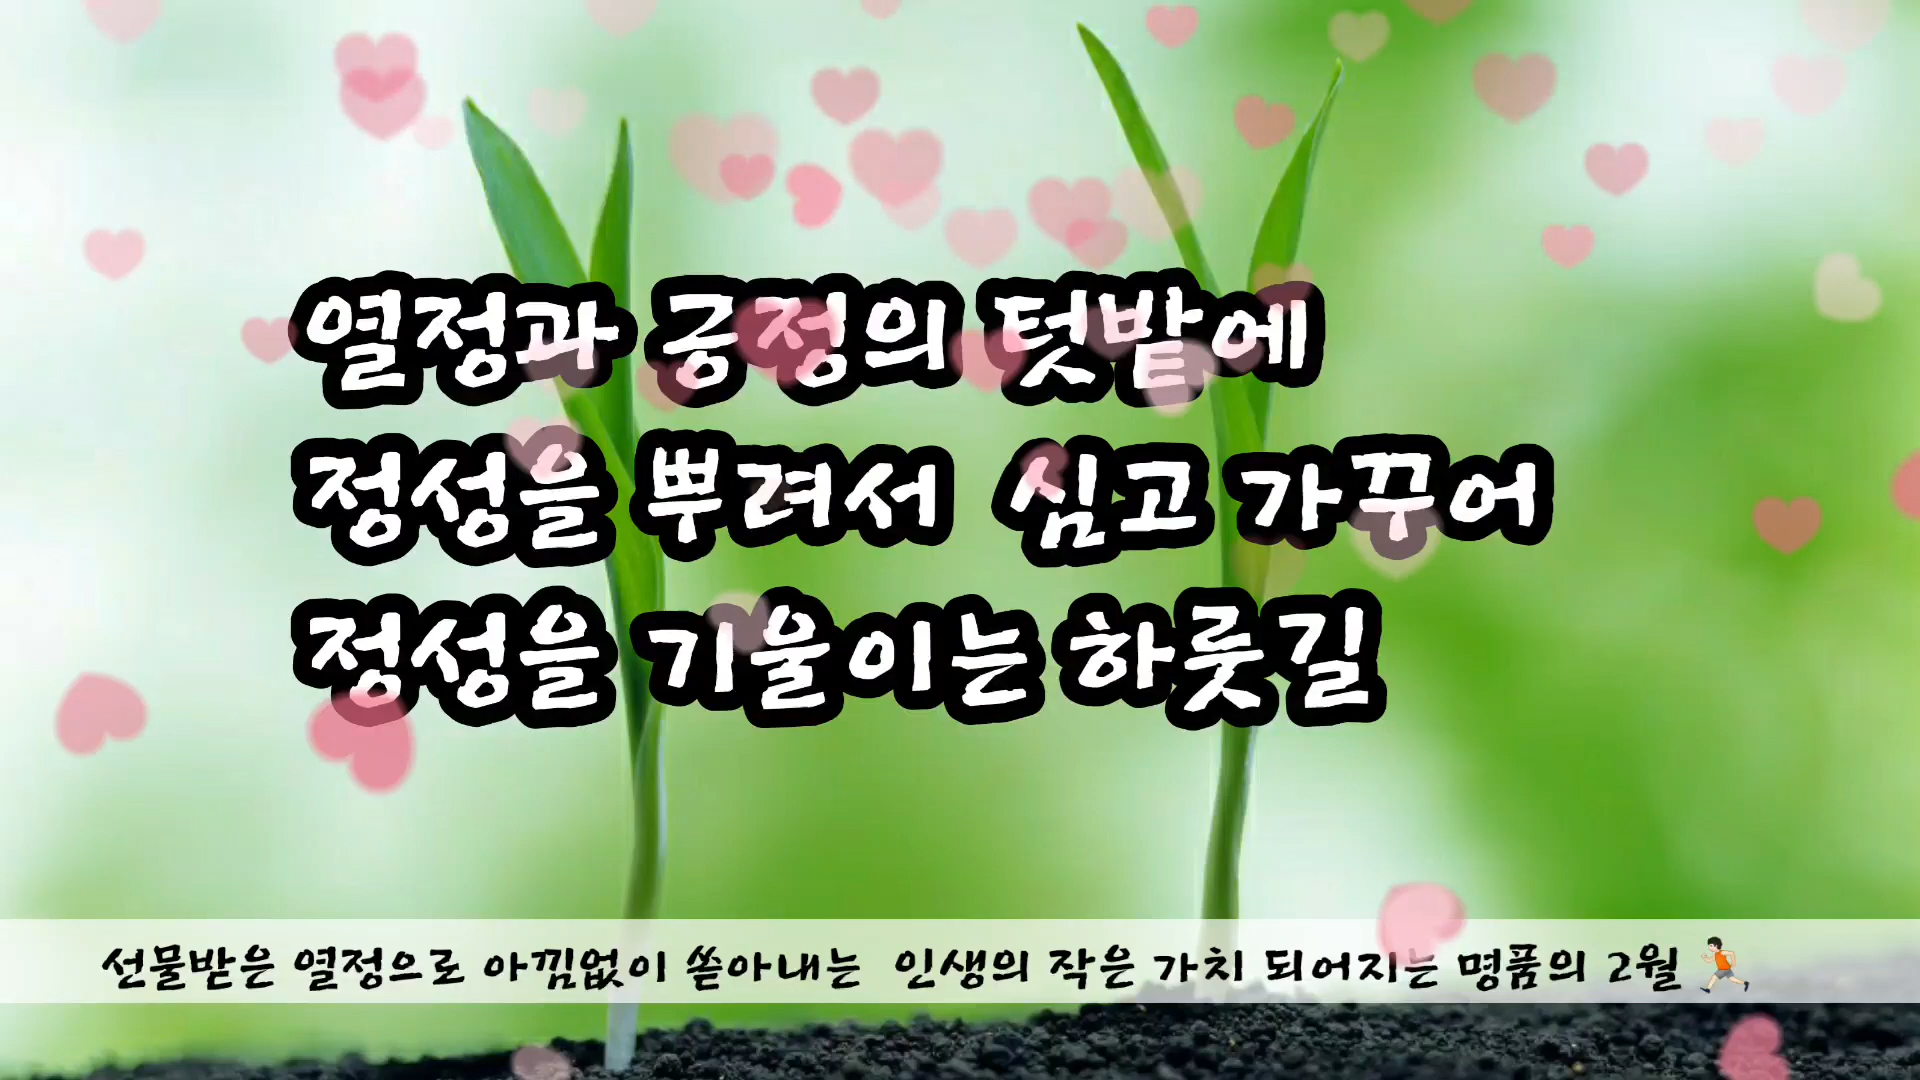 열정과 긍정의 텃밭에
정성을 뿌려서 심고 가꾸어
정성을 기울이는 하룻길
선물받은 열정으로 아낌없이 쏟아내는 인생의 작은 가치 되어지는 명품의 2월